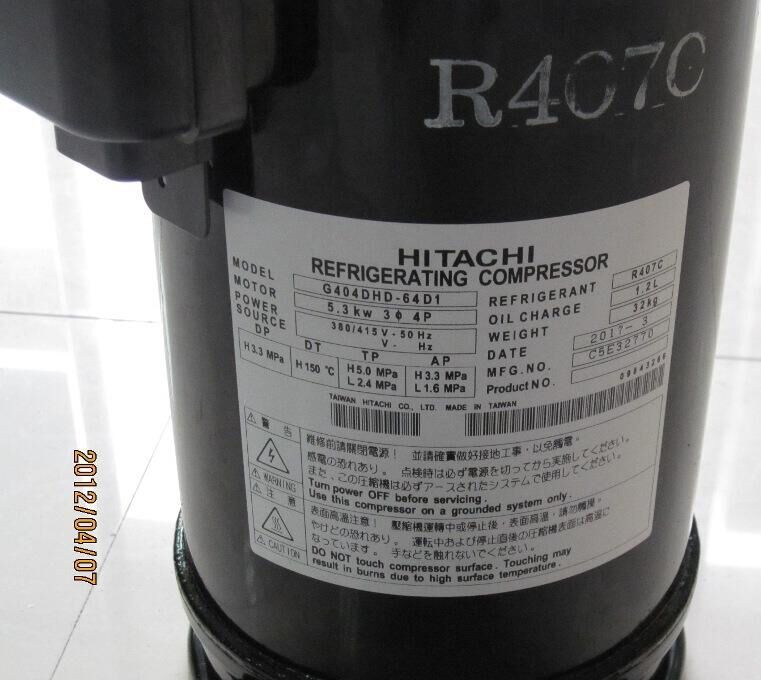 R407C
HITACHI
REFRIGERATING COMPRESSOR
MODEL G404DHD-64D1
MOTOR 5.3kw 3Φ 4P
POWER SOURCE 380/415V-50Hz
V- Hz
DP DT TP AP
H3.3 MPa H150 ℃ H5.0 MPa H3.3 MPa
L2.4 MPa L1.6 MPa
REFRIGERANT R407C
OIL CHARGE 1.2L
WEIGHT 32kg
DATE 2017-3
MFG.NO. C5E32770
Product NO. 09843266
TAIWAN HITACHI CO., LTD. MADE IN TAIWAN
警告
WARNING
維修前請關閉電源! 並請確實做好接地工事,以免觸電。
感電の恐れあり。 点検時は必ず電源を切ってから実施してください。
また、この圧縮機は必ずアースされたシステムで使用してください。
Turn power OFF before servicing.
Use this compressor on a grounded system only.
注意
CAUTION
表面高溫注意! 壓縮機運轉中或停止後,表面高溫,請勿觸摸。
やけどの恐れあり。 運転中および停止直後の圧縮機表面は高温に
なっています。 手などを触れないでください。
DO NOT touch compressor surface. Touching may
result in burns due to high surface temperature.
2012/04/07